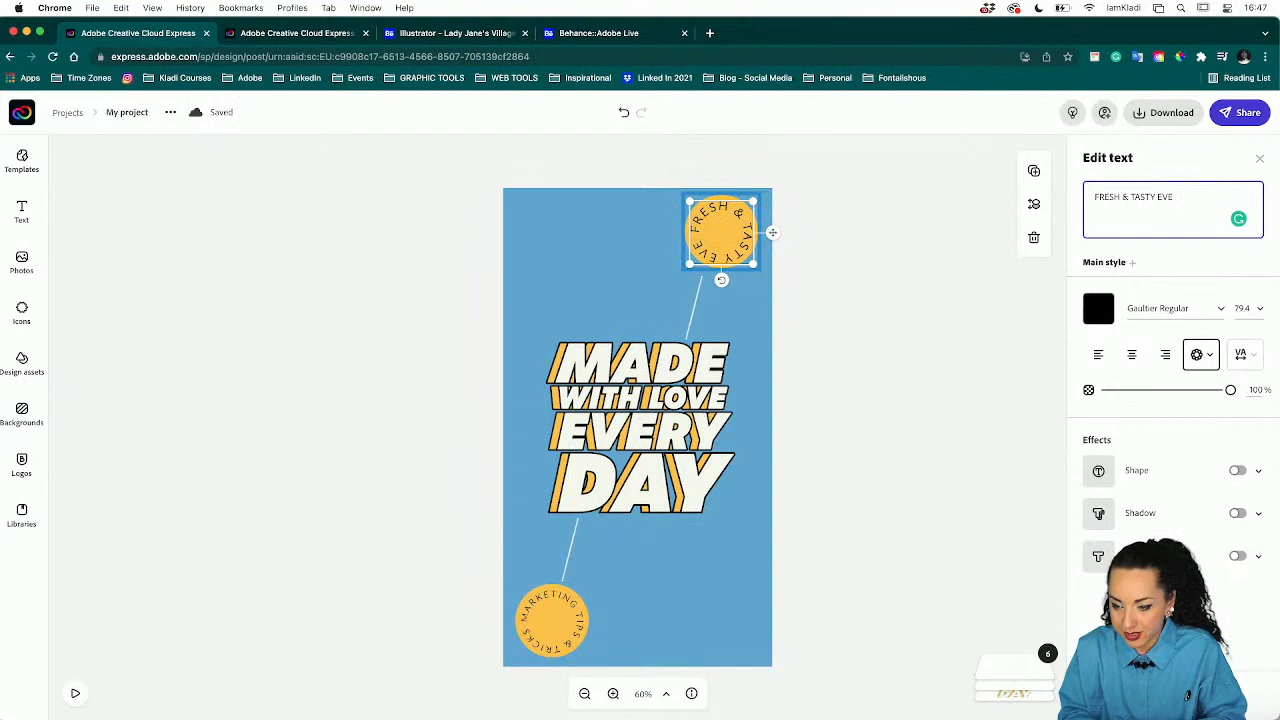 Chrome File Edit View History Bookmarks Profiles Tab Window Help IamKladi 16:47
Adobe Creative Cloud Express Adobe Creative Cloud Express Illustrator - Lady Jane's Village Behance::Adobe Live
express.adobe.com/sp/design/post/urn:aaid:sc:EU:c9908c17-6513-4566-8507-705139cf2864
Apps Time Zones Kladi Courses Adobe LinkedIn Events GRAPHIC TOOLS WEB TOOLS Inspirational Linked In 2021 Blog - Social Media Personal Fontallshous Reading List
Projects My project Saved Download Share
Templates
Text
Photos
Icons
Design assets
Backgrounds
Logos
Libraries
FRESH & TASTY EVE
MADE
WITH LOVE
EVERY
DAY
MARKETING TIPS & TRICKS
60%
Edit text
FRESH & TASTY EVE
Main style
Gaultier Regular 79.4
VA
100 %
Effects
Shape
Shadow
6
DAY